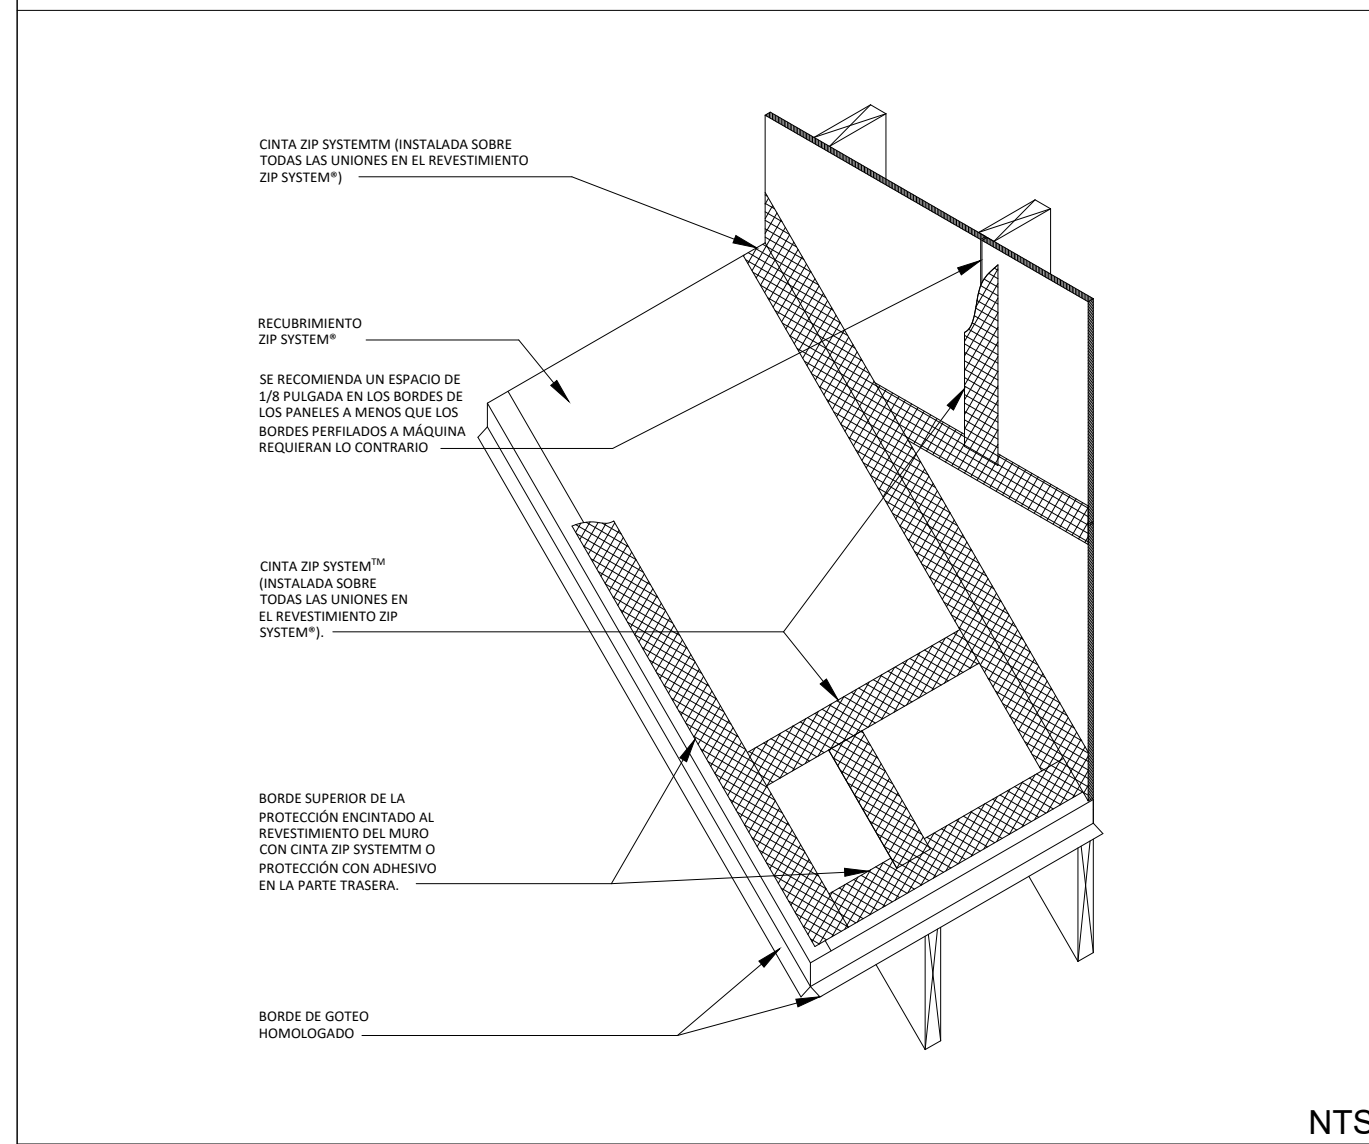 CINTA ZIP SYSTEMTM (INSTALADA SOBRE
TODAS LAS UNIONES EN EL REVESTIMIENTO
ZIP SYSTEM®)
RECUBRIMIENTO
ZIP SYSTEM®
SE RECOMIENDA UN ESPACIO DE
1/8 PULGADA EN LOS BORDES DE
LOS PANELES A MENOS QUE LOS
BORDES PERFILADOS A MÁQUINA
REQUIERAN LO CONTRARIO
CINTA ZIP SYSTEM™
(INSTALADA SOBRE
TODAS LAS UNIONES EN
EL REVESTIMIENTO ZIP
SYSTEM®).
BORDE SUPERIOR DE LA
PROTECCIÓN ENCINTADO AL
REVESTIMIENTO DEL MURO
CON CINTA ZIP SYSTEMTM O
PROTECCIÓN CON ADHESIVO
EN LA PARTE TRASERA.
BORDE DE GOTEO
HOMOLOGADO
NTS